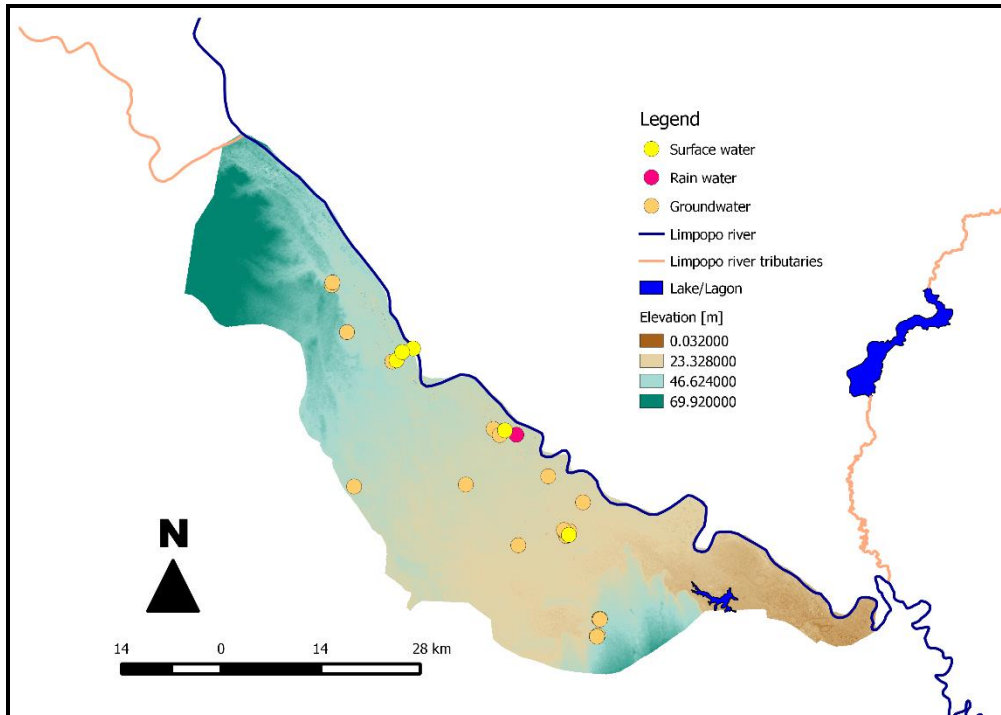 Legend
Surface water
Rain water
Groundwater
Limpopo river
Limpopo river tributaries
Lake/Lagon
Elevation [m]
0.032000
23.328000
46.624000
69.920000
N
14 0 14 28 km